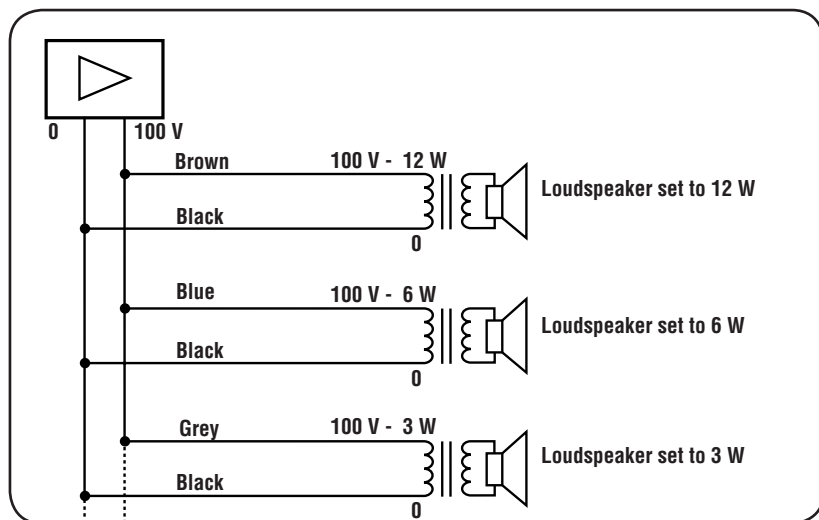 0 100 V
Brown 100 V - 12 W
Loudspeaker set to 12 W
Black
0
Blue 100 V - 6 W
Loudspeaker set to 6 W
Black
0
Grey 100 V - 3 W
Loudspeaker set to 3 W
Black
0